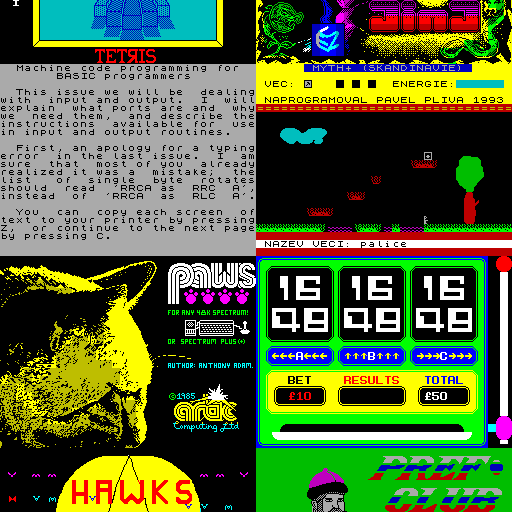 TETRIS
Machine code programming for
BASIC programmers
This issue we will be dealing
with input and output. I will
explain what ports are and why
we need them, and describe the
instructions available for use
in input and output routines.
First, an apology for a typing
error in the last issue. I am
sure that most of you already
realized it was a mistake; the
list of single byte rotates
should read 'RRCA as RRC A',
instead of 'RRCA as RLC A'.
You can copy each screen of
text to your printer by pressing
Z, or continue to the next page
by pressing C.
MYTH+ (SKANDINAVIE)
VEC:
ENERGIE:
NAPROGRAMOVAL PAVEL PLIVA 1993
NAZEV VECI: palice
paws
FOR ANY 48K SPECTRUM!
OR SPECTRUM PLUS(+)
AUTHOR: ANTHONY ADAM.
©1985
artic
Computing Ltd
16 16 16
48 48 48
←←←A←←← ↑↑↑B↑↑↑ →→→C→→→
BET RESULTS TOTAL
£10 £50
HAWKS
PREF
CLUB